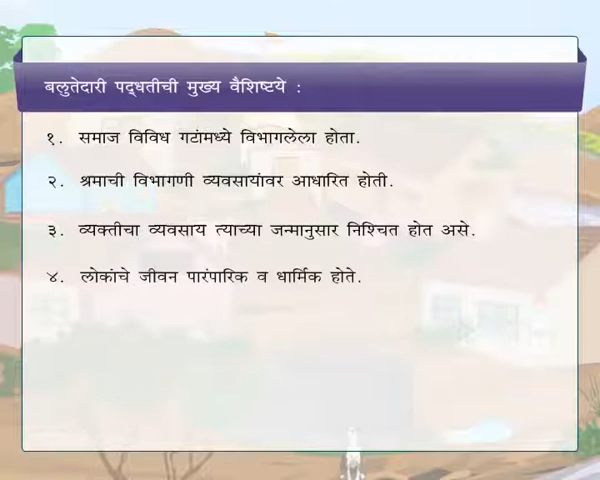 बलुतेदारी पद्धतीची मुख्य वैशिष्टये :
१. समाज विविध गटांमध्ये विभागलेला होता.
२. श्रमाची विभागणी व्यवसायांवर आधारित होती.
३. व्यक्तीचा व्यवसाय त्याच्या जन्मानुसार निश्चित होत असे.
४. लोकांचे जीवन पारंपारिक व धार्मिक होते.